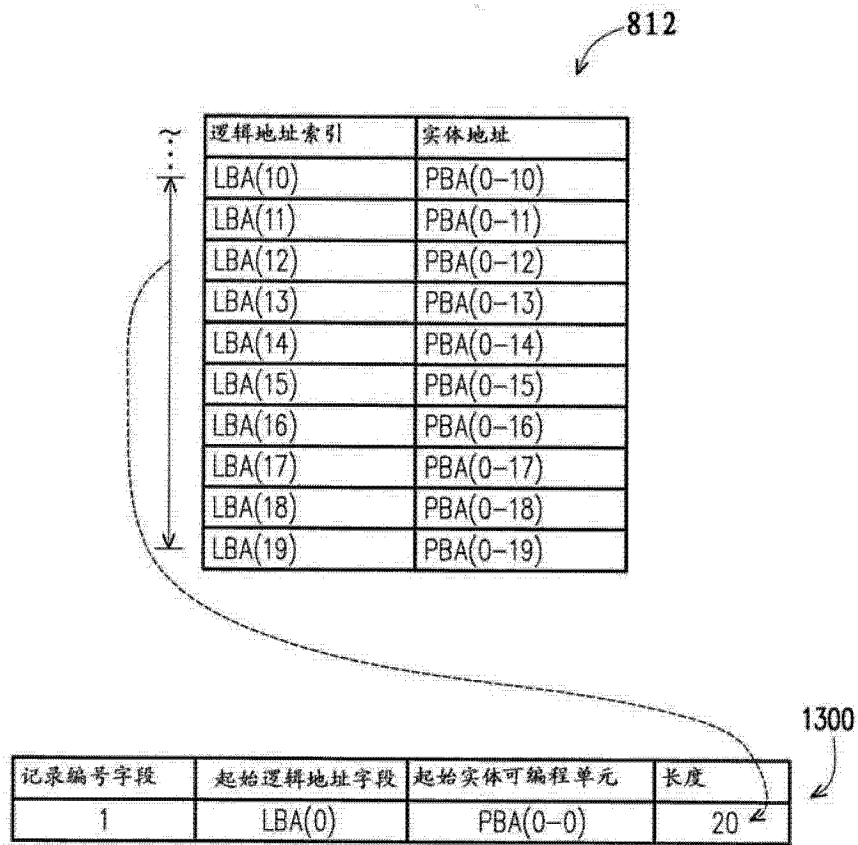 812
逻辑地址索引 实体地址
LBA(10) PBA(0-10)
LBA(11) PBA(0-11)
LBA(12) PBA(0-12)
LBA(13) PBA(0-13)
LBA(14) PBA(0-14)
LBA(15) PBA(0-15)
LBA(16) PBA(0-16)
LBA(17) PBA(0-17)
LBA(18) PBA(0-18)
LBA(19) PBA(0-19)
1300
记录编号字段 起始逻辑地址字段 起始实体可编程单元 长度
1 LBA(0) PBA(0-0) 20